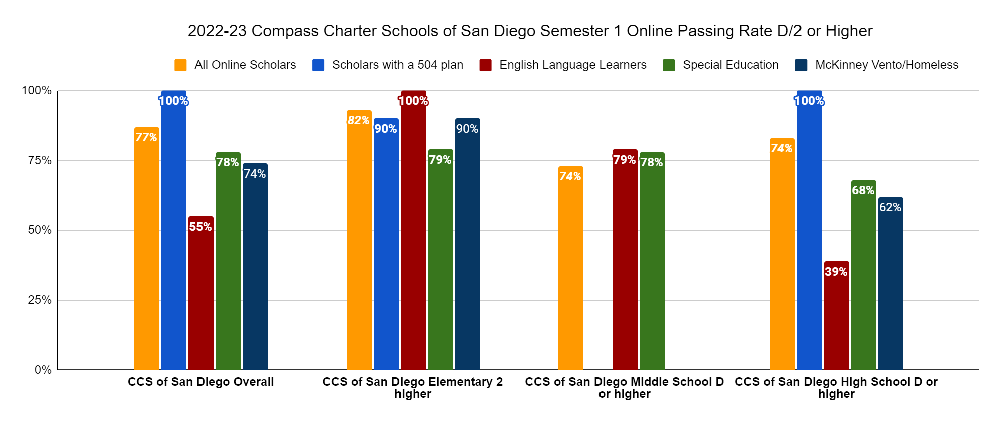 2022-23 Compass Charter Schools of San Diego Semester 1 Online Passing Rate D/2 or Higher
All Online Scholars
Scholars with a 504 plan
English Language Learners
Special Education
McKinney Vento/Homeless
100%
75%
50%
25%
0%
77%
100%
55%
78%
74%
82%
90%
100%
79%
90%
74%
79%
78%
74%
100%
39%
68%
62%
CCS of San Diego Overall
CCS of San Diego Elementary 2
higher
CCS of San Diego Middle School D
or higher
CCS of San Diego High School D or
higher